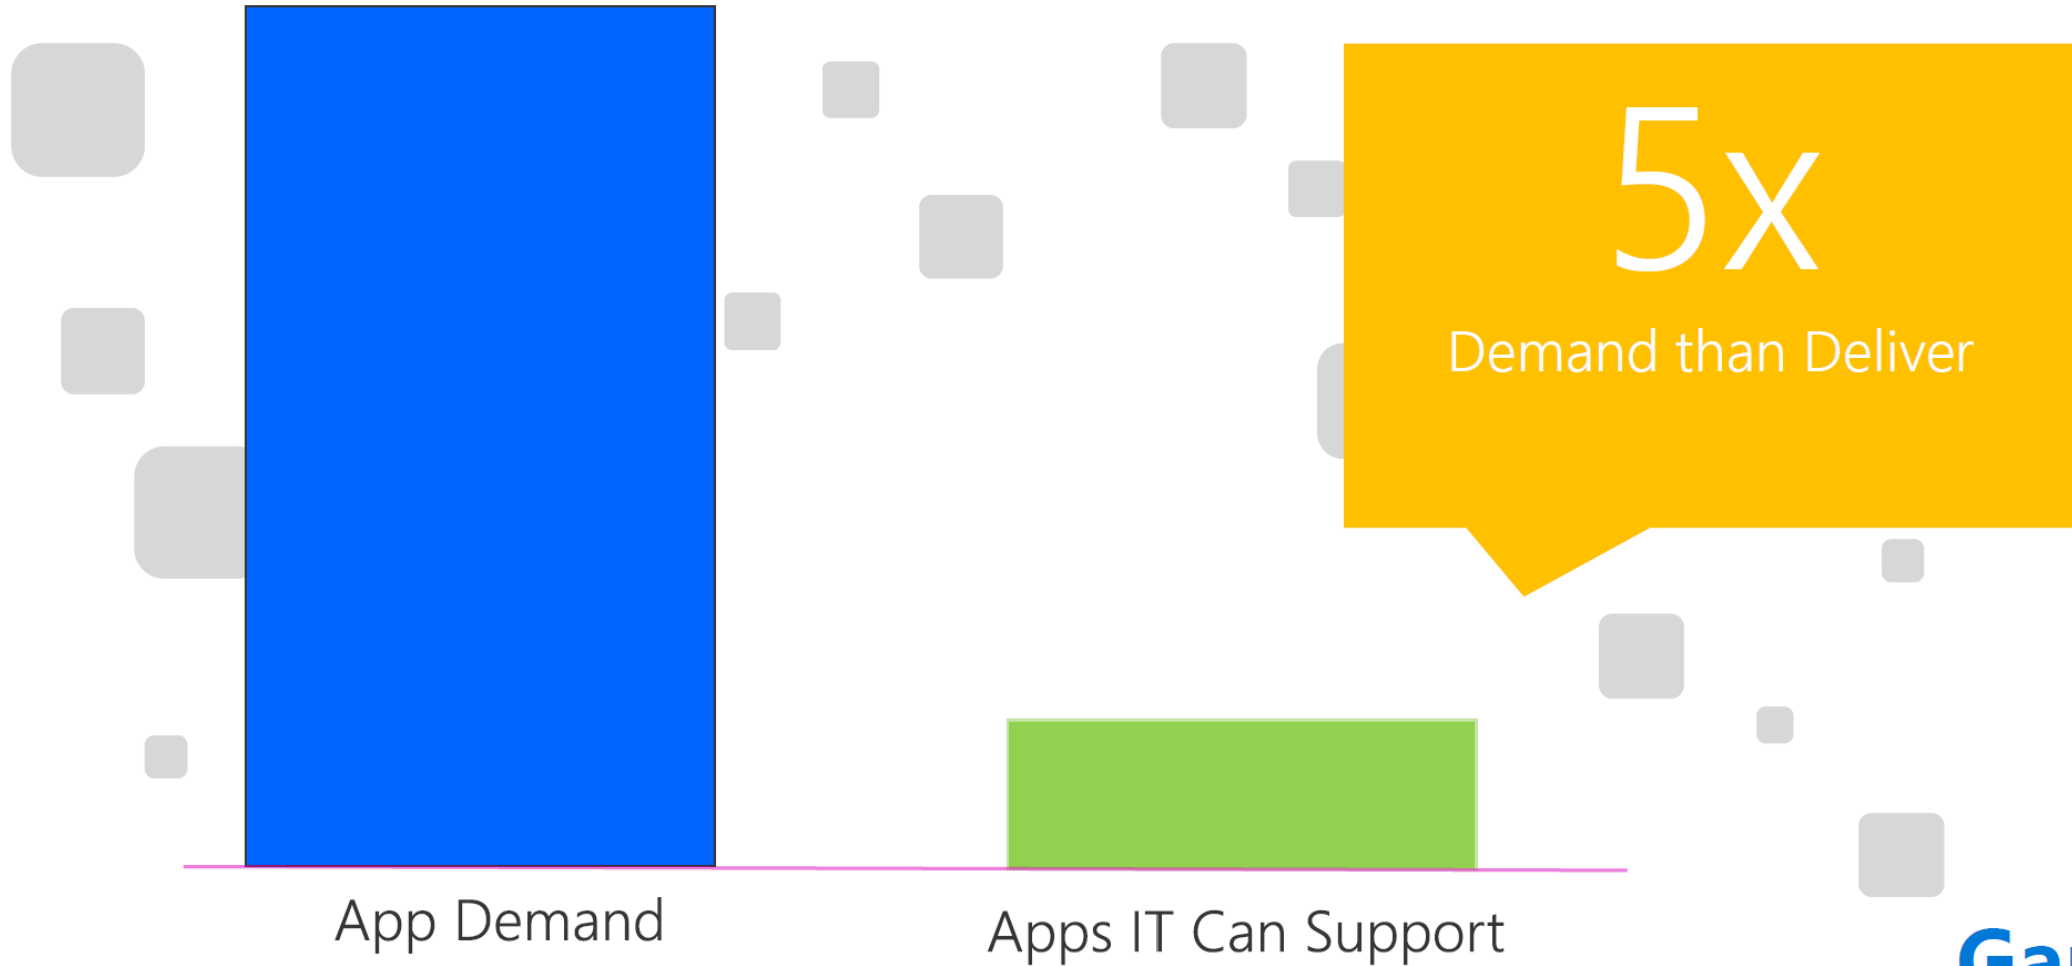 5x
Demand than Deliver
App Demand
Apps IT Can Support